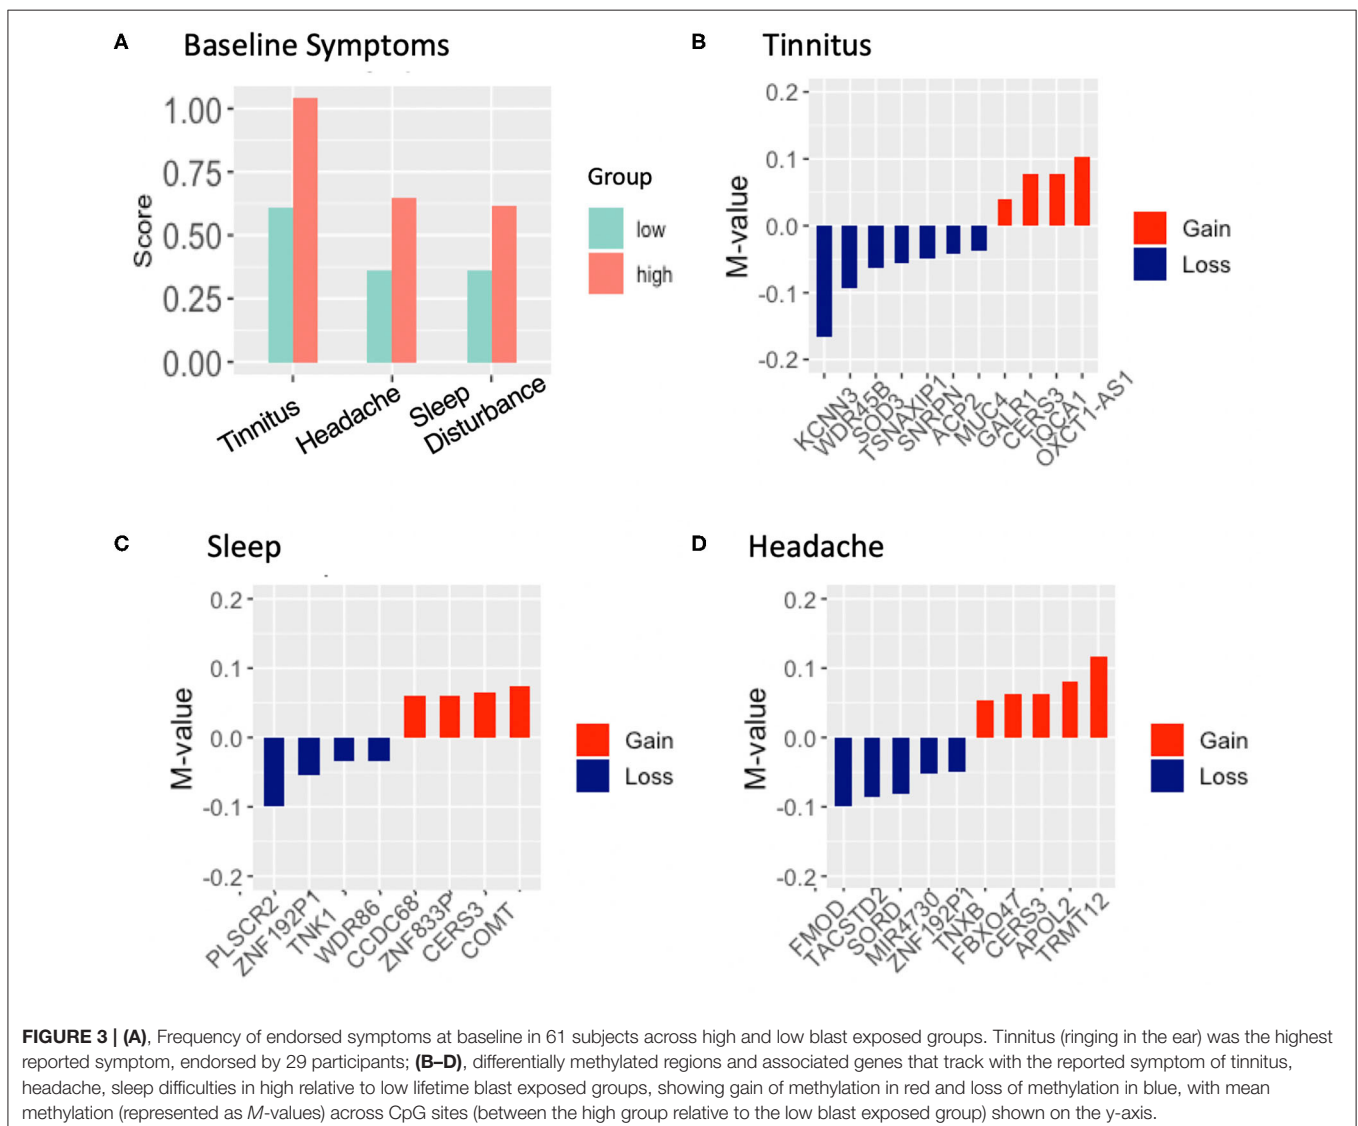 A
Baseline Symptoms
1.00
0.75
0.50
0.25
0.00
Score
Tinnitus
Headache
Sleep
Disturbance
Group
low
high
B
Tinnitus
0.2
0.1
0.0
-0.1
-0.2
M-value
KCNN3
WDR45B
SOD3
TSNAXIP1
SNRPN
ACP2
MUC4
GALR1
CERS3
IQCA1
OXCT1-AS1
Gain
Loss
C
Sleep
0.2
0.1
0.0
-0.1
-0.2
M-value
PLSCR2
ZNF192P1
TNK1
WDR86
CCDC68
ZNF833P
CERS3
COMT
Gain
Loss
D
Headache
0.2
0.1
0.0
-0.1
-0.2
M-value
FMOD
TACSTD2
SORD
MIR4730
ZNF192P1
TNXB
FBXO47
CERS3
APOL2
TRMT12
Gain
Loss
FIGURE 3 | (A), Frequency of endorsed symptoms at baseline in 61 subjects across high and low blast exposed groups. Tinnitus (ringing in the ear) was the highest
reported symptom, endorsed by 29 participants; (B–D), differentially methylated regions and associated genes that track with the reported symptom of tinnitus,
headache, sleep difficulties in high relative to low lifetime blast exposed groups, showing gain of methylation in red and loss of methylation in blue, with mean
methylation (represented as M-values) across CpG sites (between the high group relative to the low blast exposed group) shown on the y-axis.